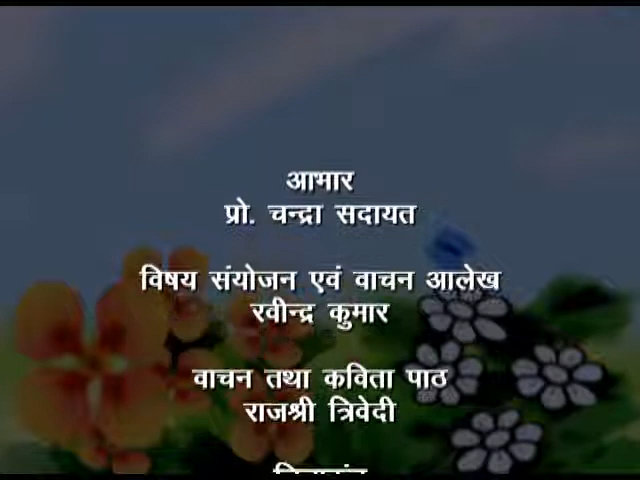 आभार
प्रो. चन्द्रा सदायत
विषय संयोजन एवं वाचन आलेख
रवीन्द्र कुमार
वाचन तथा कविता पाठ
राजश्री त्रिवेदी